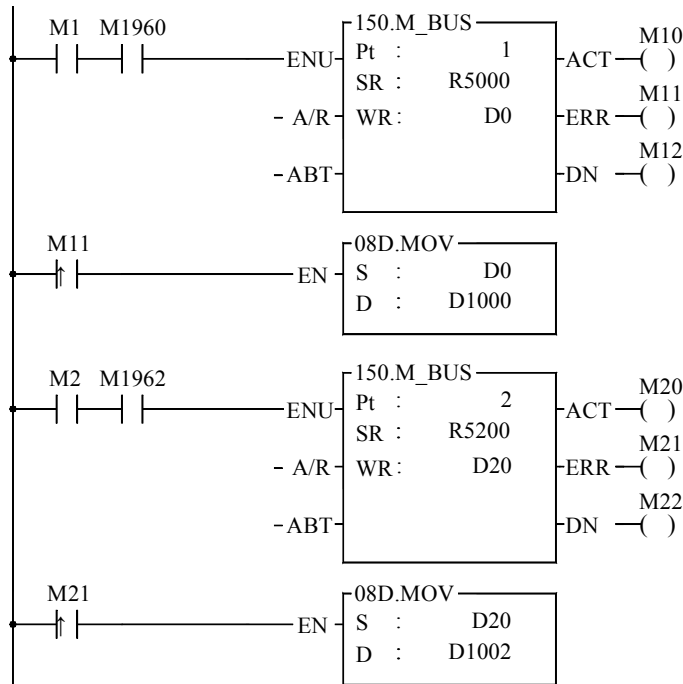 M1 M1960
150.M_BUS
M10
ENU Pt : 1 ACT ( )
SR : R5000
M11
A/R WR : D0 ERR ( )
M12
ABT DN ( )
M11
↑ EN
08D.MOV
S : D0
D : D1000
M2 M1962
150.M_BUS
M20
ENU Pt : 2 ACT ( )
SR : R5200
M21
A/R WR : D20 ERR ( )
M22
ABT DN ( )
M21
↑ EN
08D.MOV
S : D20
D : D1002